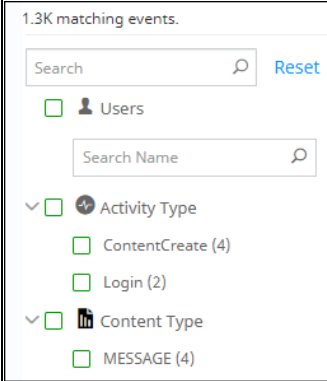 1.3K matching events.
Search Reset
Users
Search Name
Activity Type
ContentCreate (4)
Login (2)
Content Type
MESSAGE (4)